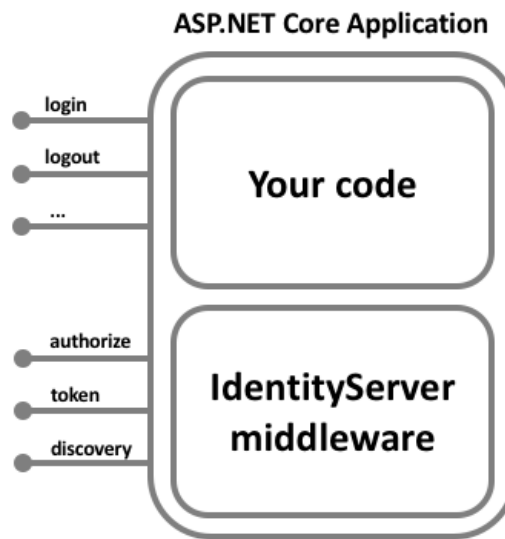 ASP.NET Core Application
login
logout
...
Your code
authorize
token
discovery
IdentityServer
middleware